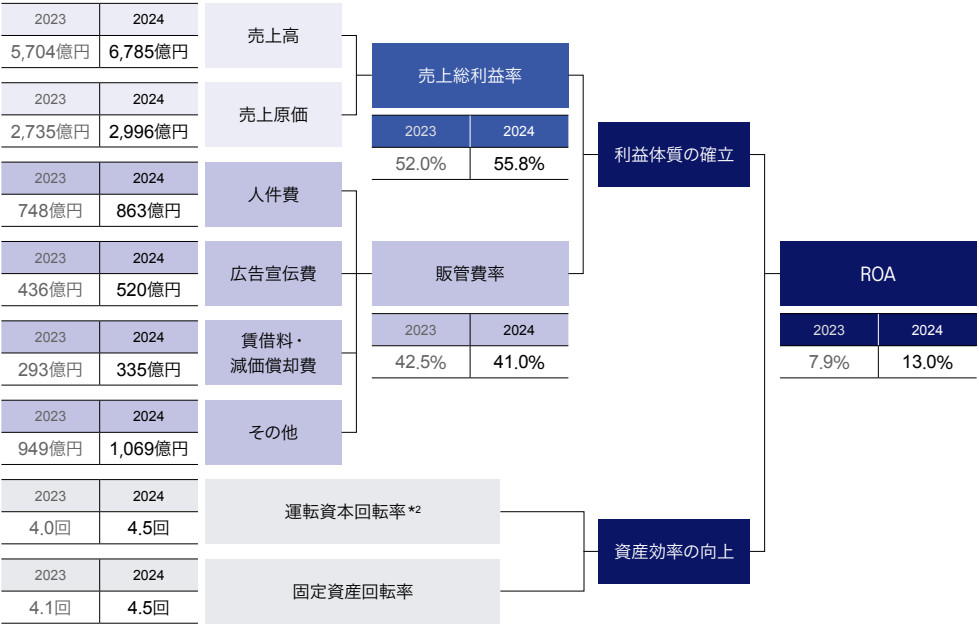 2023 2024
5,704億円 6,785億円
売上高
2023 2024
2,735億円 2,996億円
売上原価
売上総利益率
2023 2024
52.0% 55.8%
2023 2024
748億円 863億円
人件費
2023 2024
436億円 520億円
広告宣伝費
2023 2024
293億円 335億円
賃借料・
減価償却費
2023 2024
949億円 1,069億円
その他
販管費率
2023 2024
42.5% 41.0%
利益体質の確立
2023 2024
4.0回 4.5回
運転資本回転率*2
2023 2024
4.1回 4.5回
固定資産回転率
資産効率の向上
ROA
2023 2024
7.9% 13.0%